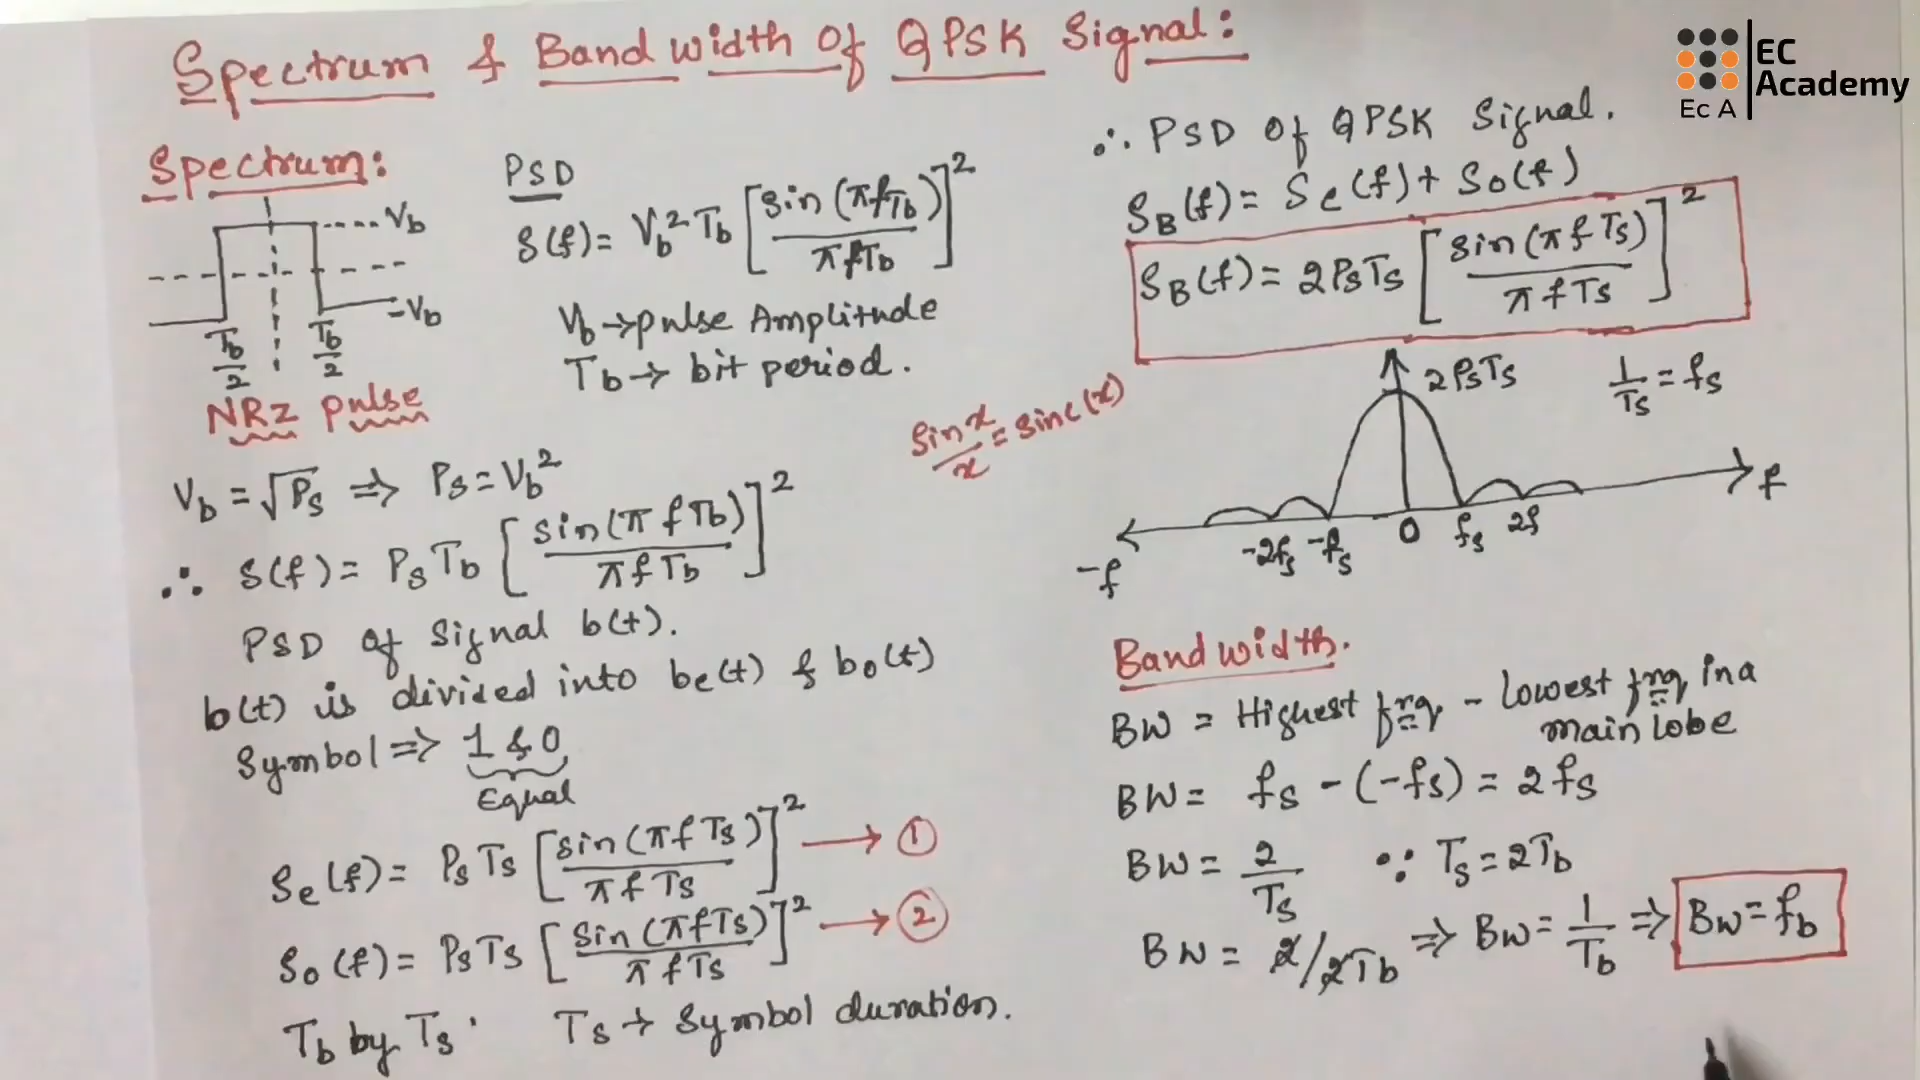 Spectrum & Bandwidth Of QPSK Signal:
EC Academy
Ec A
Spectrum:
Vb
-Vb
Tb/2 Tb/2
NRZ pulse
PSD
S(f) = Vb² Tb [sin(πfTb)/πfTb]²
Vb → pulse Amplitude
Tb → bit period.
Vb = √Ps ⇒ Ps = Vb²
∴ S(f) = Ps Tb [sin(πfTb)/πfTb]²
PSD of Signal b(t).
b(t) is divided into be(t) & bo(t)
Symbol ⇒ 1 & 0
Equal
Se(f) = Ps Ts [sin(πfTs)/πfTs]² → ①
So(f) = Ps Ts [sin(πfTs)/πfTs]² → ②
Tb by Ts. Ts → Symbol duration.
sin x/x = sinc(x)
∴ PSD Of QPSK Signal.
SB(f) = Se(f) + So(f)
SB(f) = 2PsTs [sin(πfTs)/πfTs]²
2PsTs 1/Ts = fs
-f -2fs -fs 0 fs 2f f
Bandwidth.
BW = Highest frq - Lowest frq in a
main lobe
BW = fs - (-fs) = 2fs
BW = 2/Ts ∵ Ts = 2Tb
BW = 2/2Tb ⇒ BW = 1/Tb ⇒ BW = fb